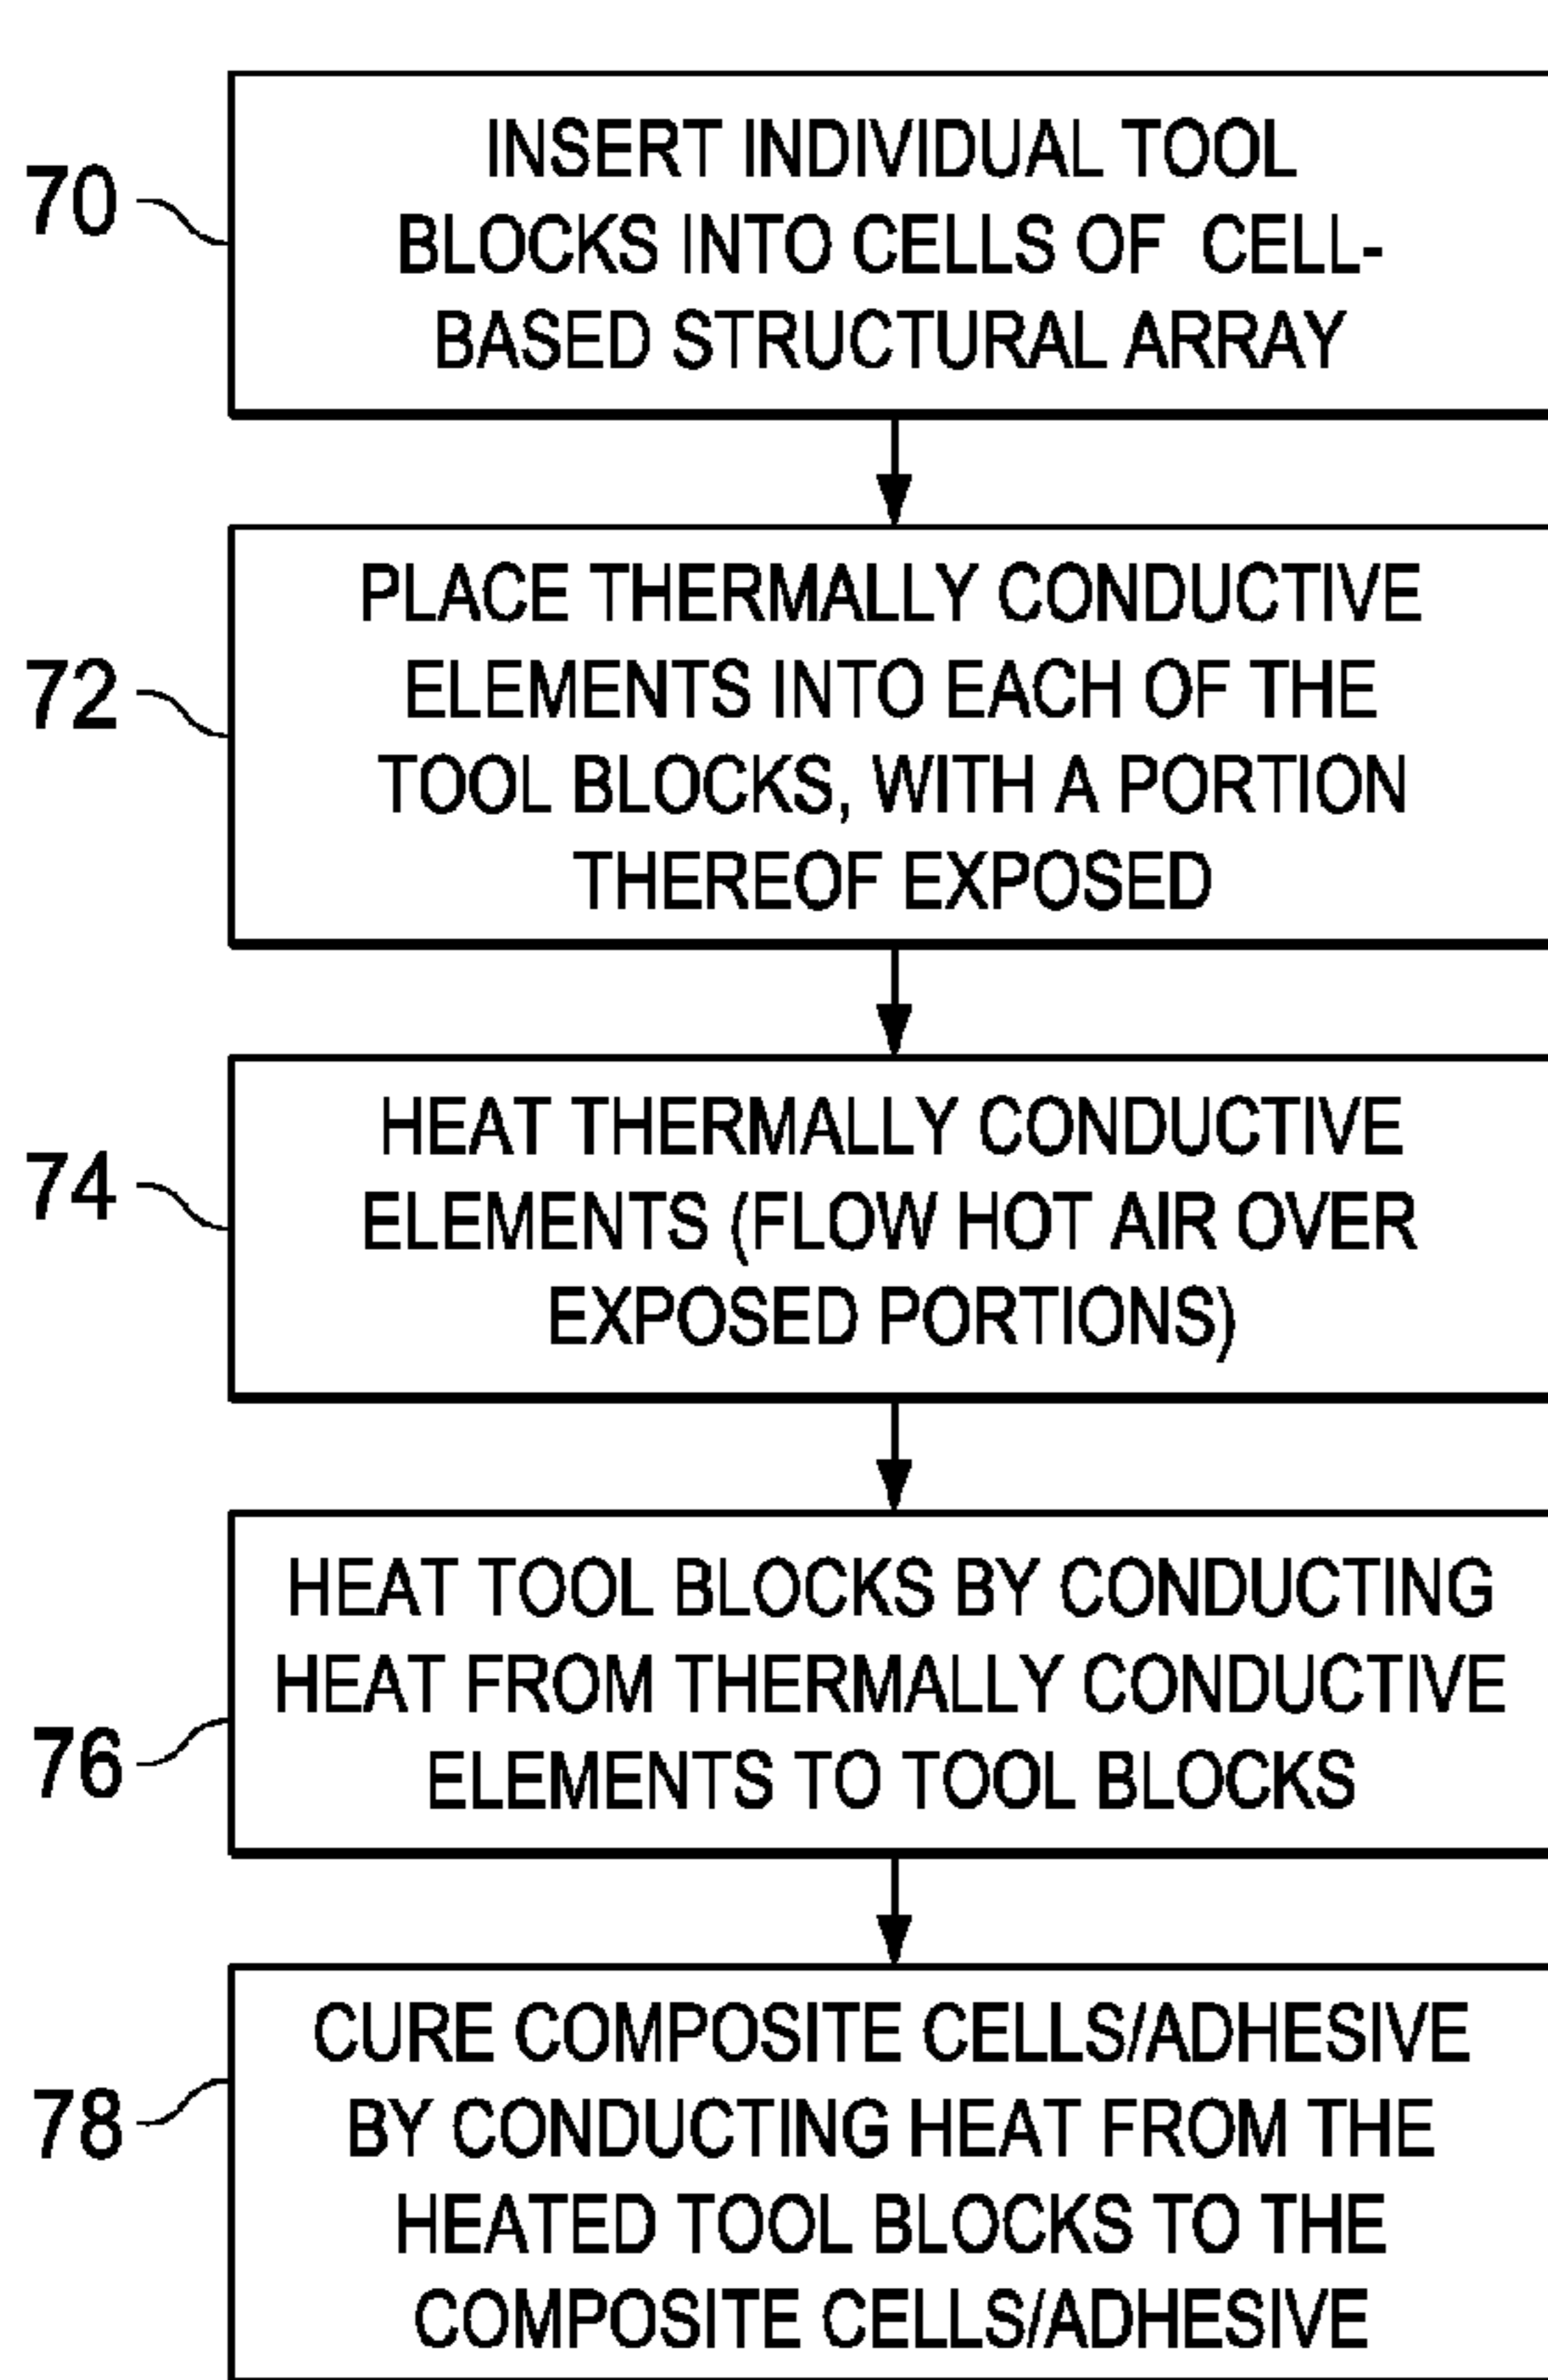 70
INSERT INDIVIDUAL TOOL
BLOCKS INTO CELLS OF CELL-
BASED STRUCTURAL ARRAY
72
PLACE THERMALLY CONDUCTIVE
ELEMENTS INTO EACH OF THE
TOOL BLOCKS, WITH A PORTION
THEREOF EXPOSED
74
HEAT THERMALLY CONDUCTIVE
ELEMENTS (FLOW HOT AIR OVER
EXPOSED PORTIONS)
76
HEAT TOOL BLOCKS BY CONDUCTING
HEAT FROM THERMALLY CONDUCTIVE
ELEMENTS TO TOOL BLOCKS
78
CURE COMPOSITE CELLS/ADHESIVE
BY CONDUCTING HEAT FROM THE
HEATED TOOL BLOCKS TO THE
COMPOSITE CELLS/ADHESIVE